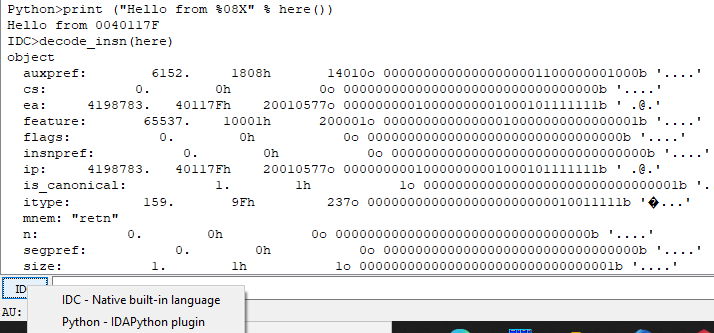 Python>print ("Hello from %08X" % here())
Hello from 0040117F
IDC>decode_insn(here)
object
auxpref: 6152. 1808h 14010o 00000000000000000001100000001000b '....'
cs: 0. 0h 0o 00000000000000000000000000000000b '....'
ea: 4198783. 40117Fh 20010577o 00000000010000000001000101111111b ' .@.'
feature: 65537. 10001h 200001o 00000000000000010000000000000001b '....'
flags: 0. 0h 0o 00000000000000000000000000000000b '....'
insnpref: 0. 0h 0o 00000000000000000000000000000000b '....'
ip: 4198783. 40117Fh 20010577o 00000000010000000001000101111111b ' .@.'
is_canonical: 1. 1h 1o 00000000000000000000000000000001b '.
itype: 159. 9Fh 237o 00000000000000000000000010011111b '�...'
mnem: "retn"
n: 0. 0h 0o 00000000000000000000000000000000b '....'
segpref: 0. 0h 0o 00000000000000000000000000000000b '....'
size: 1. 1h 1o 00000000000000000000000000000001b '....'
ID
IDC - Native built-in language
AU:
Python - IDAPython plugin